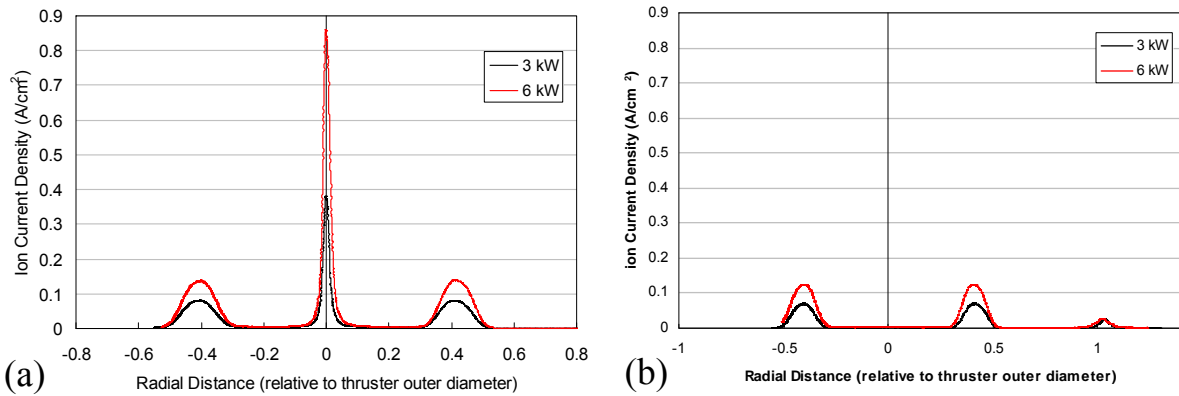 0.9
0.8
0.7
0.6
0.5
0.4
0.3
0.2
0.1
0
Ion Current Density (A/cm²)
3 kW
6 kW
-0.8 -0.6 -0.4 -0.2 0 0.2 0.4 0.6 0.8
Radial Distance (relative to thruster outer diameter)
(a)
0.9
0.8
0.7
0.6
0.5
0.4
0.3
0.2
0.1
0
ion Current Density (A/cm ²)
3 kW
6 kW
-1 -0.5 0 0.5 1
Radial Distance (relative to thruster outer diameter)
(b)